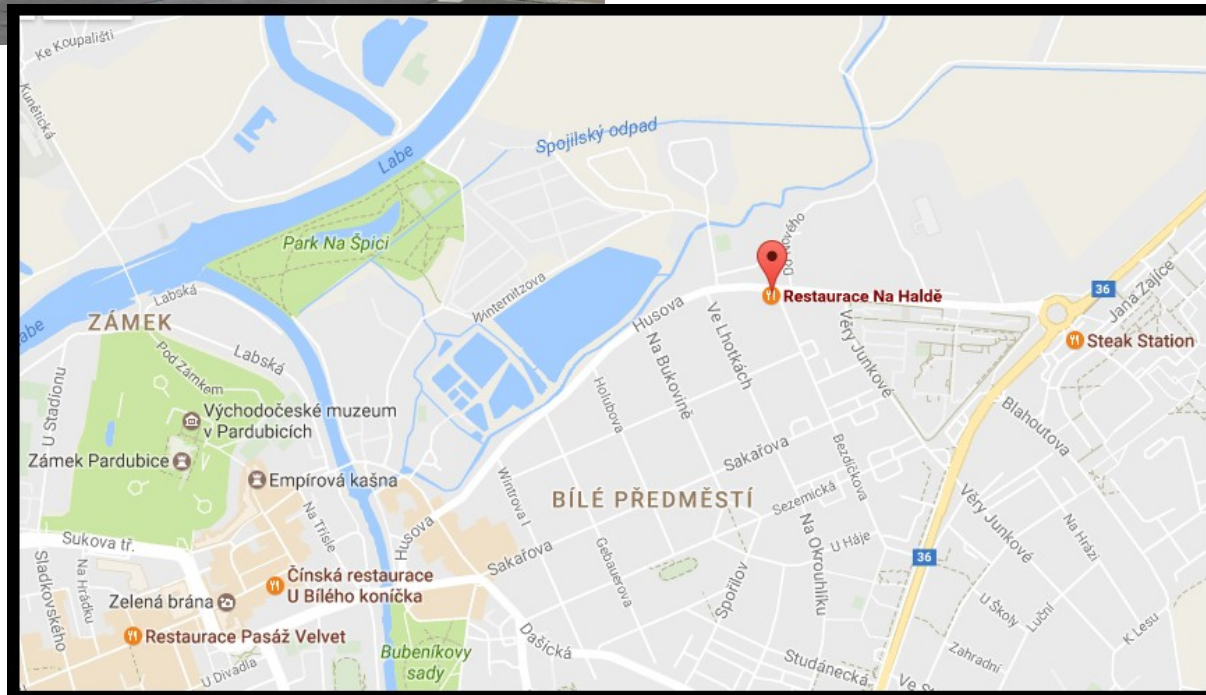 Ke Koupališti
Kunětická
Labe
Spojilský odpad
Park Na Špici
Winternitzova
Husova
Restaurace Na Haldě
36
Jana Zajíce
Steak Station
Labská
Labe
ZÁMEK
Labská
Pod Zámkem
U Stadionu
Východočeské muzeum
v Pardubicích
Zámek Pardubice
Empírová kašna
Na Třísle
Sukova tř.
Sladkovského
Na Hrádku
Zelená brána
Čínská restaurace
U Bílého koníčka
Restaurace Pasáž Velvet
U Divadla
Husova
Bubeníkovy
sady
Dašická
Sakařova
Wintrova I
Holubova
Gebauerova
Na Bukovině
Ve Lhotkách
Věry Junkové
Sakařova
BÍLÉ PŘEDMĚSTÍ
Sezemická
Bezdíčkova
Na Okrouhlíku
U Háje
Spořilov
Studánecká
36
Blahoutova
Věry Junkové
Na Hrázi
U Školy
Luční
K Lesu
Zahradní